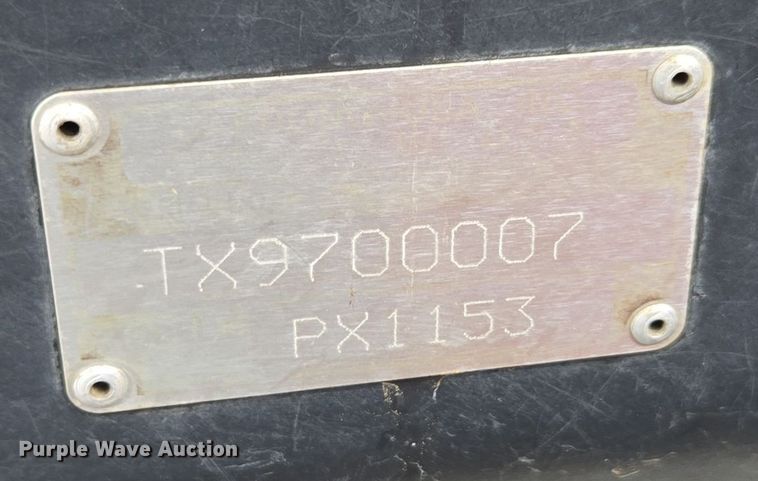 TX9700007
PX1153
Purple Wave Auction